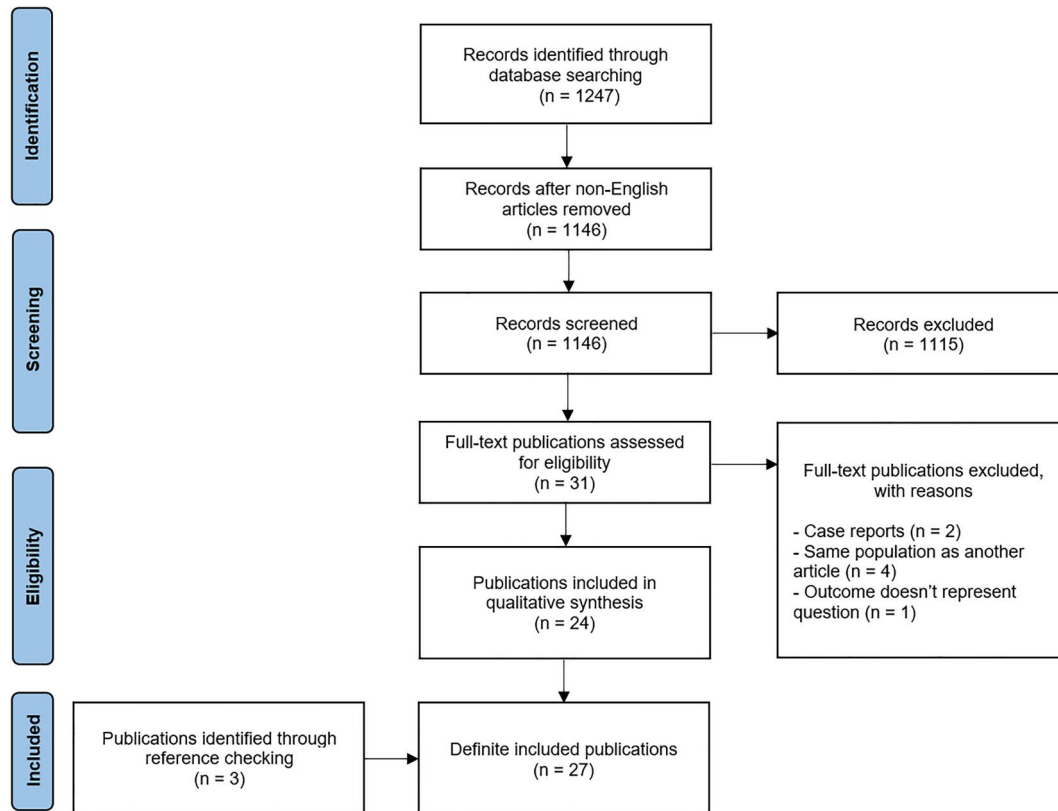 Identification
Records identified through
database searching
(n = 1247)
Records after non-English
articles removed
(n = 1146)
Screening
Records screened
(n = 1146)
Records excluded
(n = 1115)
Full-text publications assessed
for eligibility
(n = 31)
Full-text publications excluded,
with reasons
- Case reports (n = 2)
- Same population as another
article (n = 4)
- Outcome doesn't represent
question (n = 1)
Eligibility
Publications included in
qualitative synthesis
(n = 24)
Included
Publications identified through
reference checking
(n = 3)
Definite included publications
(n = 27)